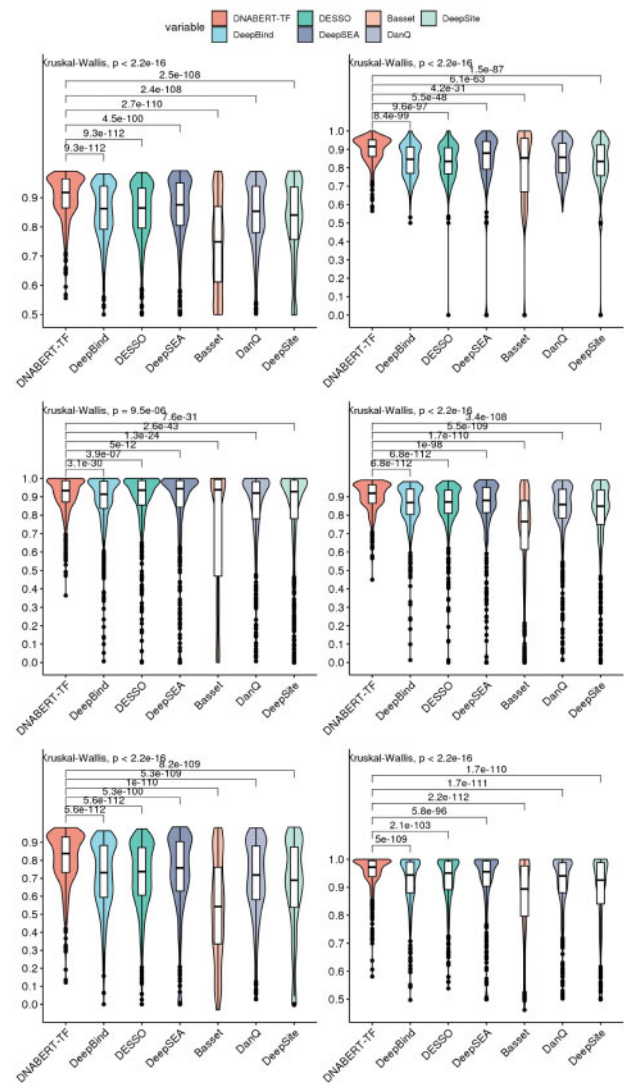 variable
DNABERT-TF DESSO Basset DeepSite
DeepBind DeepSEA DanQ
Kruskal-Wallis, p < 2.2e-16
2.5e-108
2.4e-108
2.7e-110
4.5e-100
9.3e-112
9.3e-112
0.9
0.8
0.7
0.6
0.5
DNABERT-TF DeepBind DESSO DeepSEA Basset DanQ DeepSite
Kruskal-Wallis, p < 2.2e-16
1.5e-87
6.1e-63
4.2e-31
5.5e-48
9.6e-97
8.4e-99
1.0
0.9
0.8
0.7
0.6
0.5
0.4
0.3
0.2
0.1
0.0
DNABERT-TF DeepBind DESSO DeepSEA Basset DanQ DeepSite
Kruskal-Wallis, p = 9.5e-06
7.6e-31
2.6e-43
1.3e-24
5e-12
3.9e-07
3.1e-30
1.0
0.9
0.8
0.7
0.6
0.5
0.4
0.3
0.2
0.1
0.0
DNABERT-TF DeepBind DESSO DeepSEA Basset DanQ DeepSite
Kruskal-Wallis, p < 2.2e-16
3.4e-108
5.5e-109
1.7e-110
1e-98
6.8e-112
6.8e-112
0.9
0.8
0.7
0.6
0.5
0.4
0.3
0.2
0.1
0.0
DNABERT-TF DeepBind DESSO DeepSEA Basset DanQ DeepSite
Kruskal-Wallis, p < 2.2e-16
8.2e-109
5.3e-109
1e-110
5.3e-100
5.6e-112
5.6e-112
0.9
0.8
0.7
0.6
0.5
0.4
0.3
0.2
0.1
0.0
DNABERT-TF DeepBind DESSO DeepSEA Basset DanQ DeepSite
Kruskal-Wallis, p < 2.2e-16
1.7e-110
1.7e-111
2.2e-112
5.8e-96
2.1e-103
5e-109
1.0
0.9
0.8
0.7
0.6
0.5
DNABERT-TF DeepBind DESSO DeepSEA Basset DanQ DeepSite